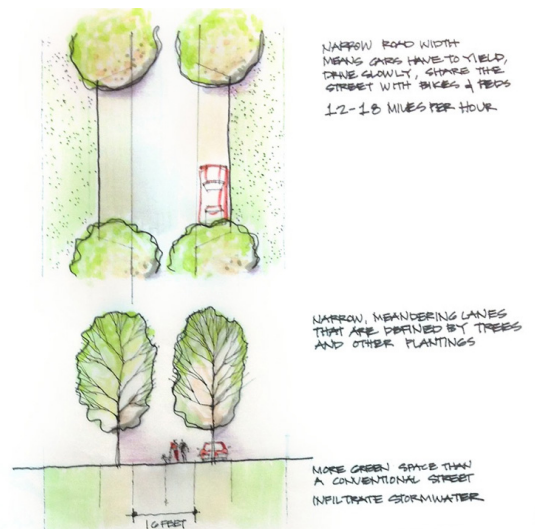 NARROW ROAD WIDTH
MEANS CARS HAVE TO YIELD,
DRIVE SLOWLY, SHARE THE
STREET WITH BIKES & PEDS
12-18 MILES PER HOUR
NARROW, MEANDERING LANES
THAT ARE DEFINED BY TREES
AND OTHER PLANTINGS
MORE GREEN SPACE THAN
A CONVENTIONAL STREET
INFILTRATE STORMWATER
16 FEET